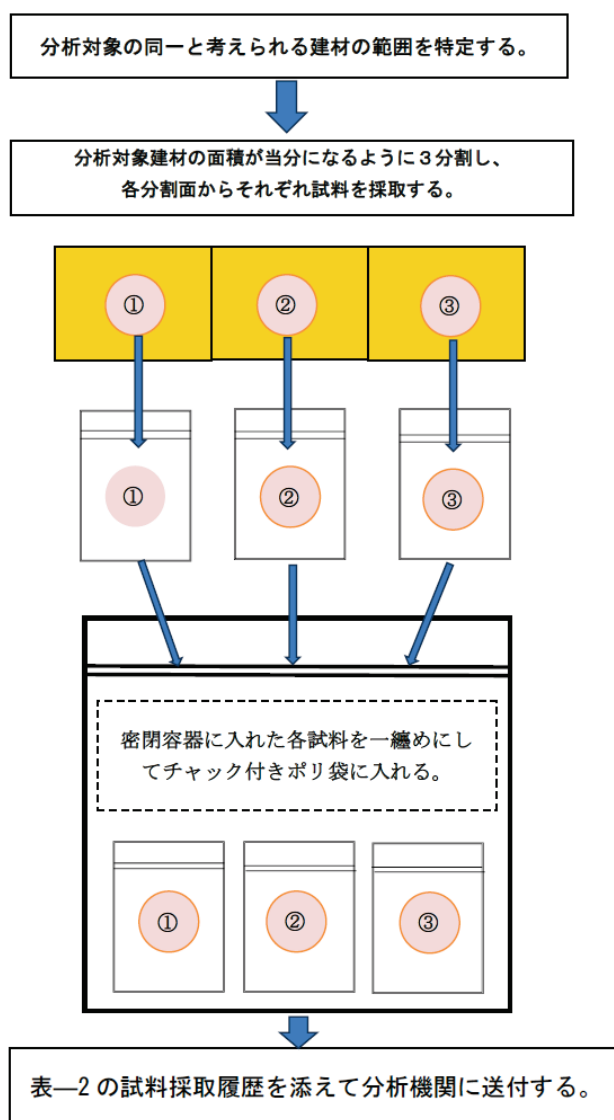 分析対象の同一と考えられる建材の範囲を特定する。
分析対象建材の面積が当分になるように３分割し、
各分割面からそれぞれ試料を採取する。
① ② ③
① ② ③
密閉容器に入れた各試料を一纏めにし
てチャック付きポリ袋に入れる。
① ② ③
表—2 の試料採取履歴を添えて分析機関に送付する。